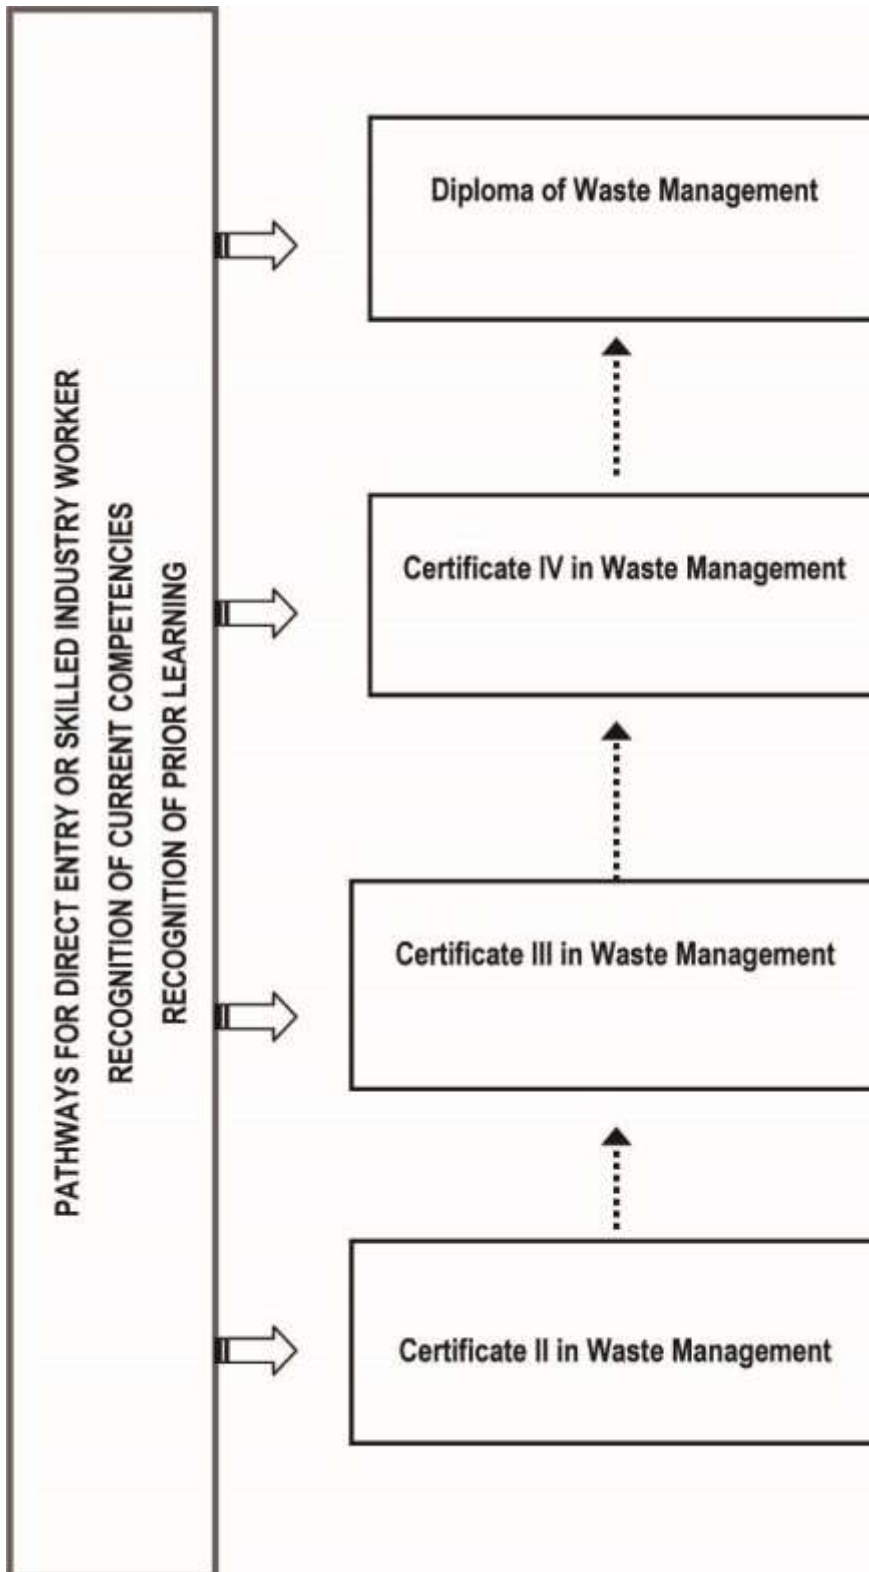 PATHWAYS FOR DIRECT ENTRY OR SKILLED INDUSTRY WORKER
RECOGNITION OF CURRENT COMPETENCIES
RECOGNITION OF PRIOR LEARNING
Diploma of Waste Management
Certificate IV in Waste Management
Certificate III in Waste Management
Certificate II in Waste Management